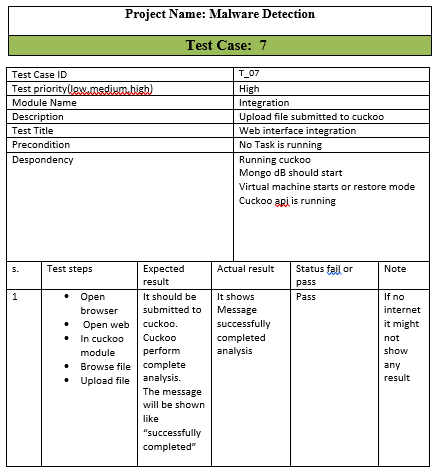 Project Name: Malware Detection
Test Case: 7
Test Case ID T_07
Test priority(low,medium,high) High
Module Name Integration
Description Upload file submitted to cuckoo
Test Title Web interface integration
Precondition No Task is running
Despondency Running cuckoo
Mongo dB should start
Virtual machine starts or restore mode
Cuckoo api is running
s. Test steps Expected result Actual result Status fail or pass Note
1
• Open browser
• Open web
• In cuckoo module
• Browse file
• Upload file
It should be
submitted to
cuckoo.
Cuckoo
perform
complete
analysis.
The message
will be shown
like
“successfully
completed”
It shows
Message
successfully
completed
analysis
Pass
If no
internet
it might
not
show
any
result